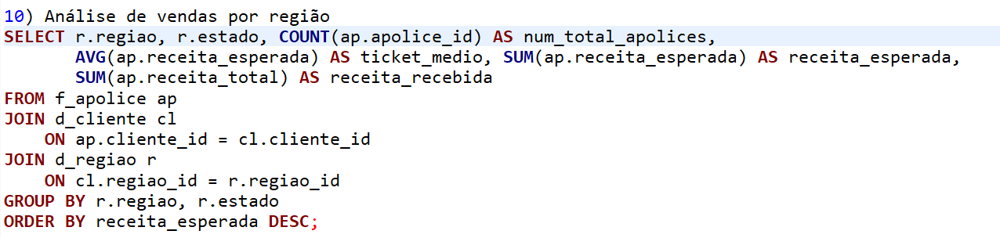 10) Análise de vendas por região
SELECT r.regiao, r.estado, COUNT(ap.apolice_id) AS num_total_apolices,
       AVG(ap.receita_esperada) AS ticket_medio, SUM(ap.receita_esperada) AS receita_esperada,
       SUM(ap.receita_total) AS receita_recebida
FROM f_apolice ap
JOIN d_cliente cl
    ON ap.cliente_id = cl.cliente_id
JOIN d_regiao r
    ON cl.regiao_id = r.regiao_id
GROUP BY r.regiao, r.estado
ORDER BY receita_esperada DESC;